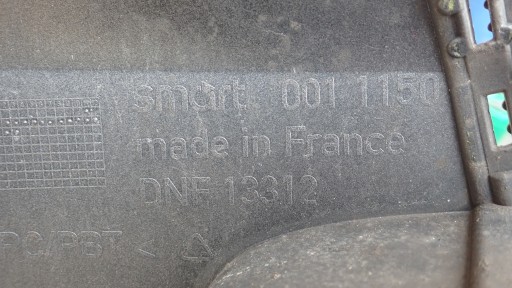 smart. 001 1150
made in France
DNF 13312
PC/PBT <